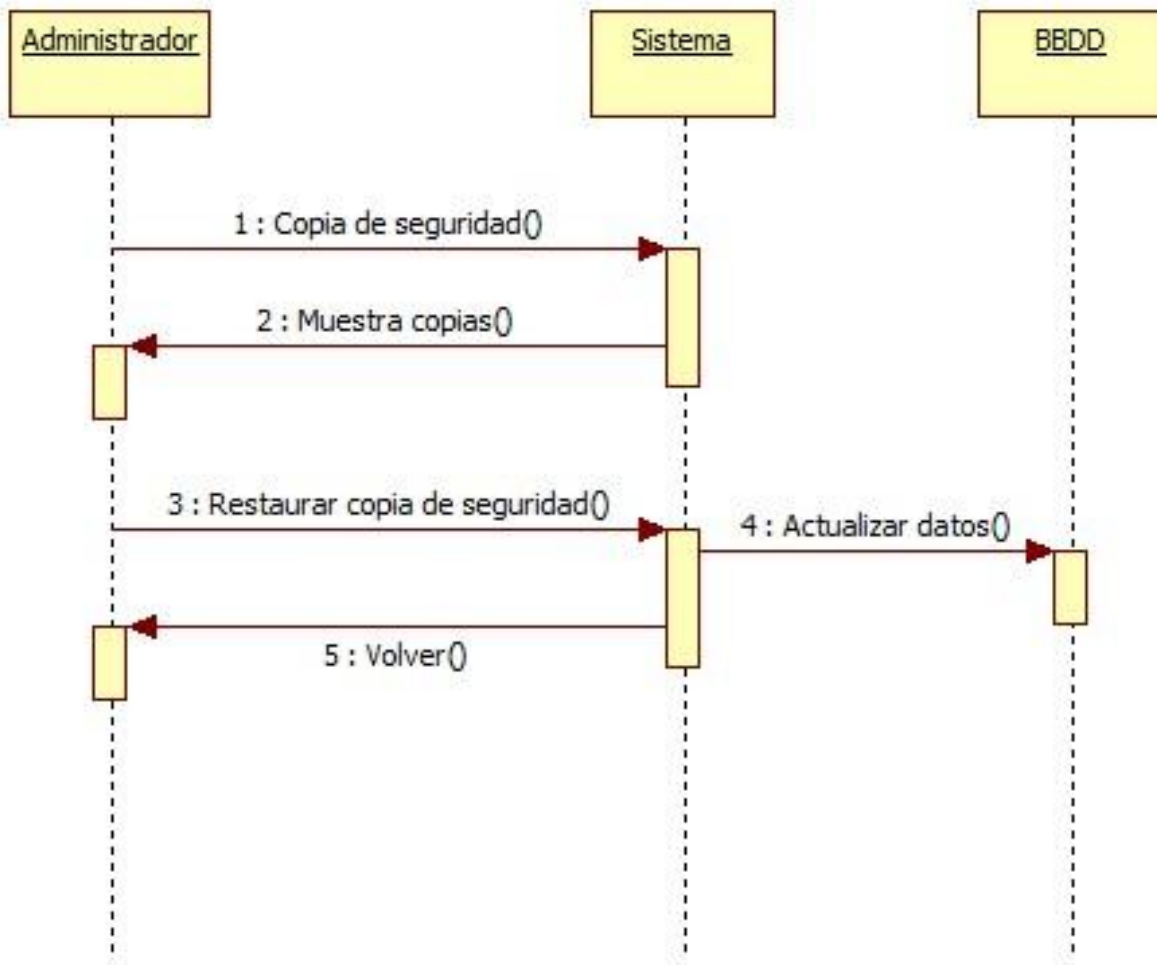 Administrador
Sistema
BBDD
1 : Copia de seguridad()
2 : Muestra copias()
3 : Restaurar copia de seguridad()
4 : Actualizar datos()
5 : Volver()